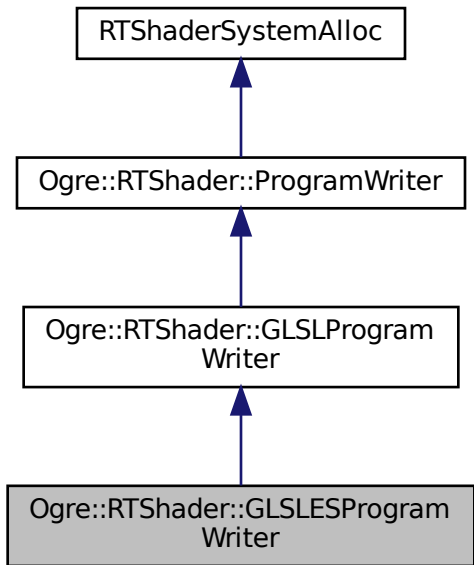 RTShaderSystemAlloc
Ogre::RTShader::ProgramWriter
Ogre::RTShader::GLSLProgram
Writer
Ogre::RTShader::GLSLESProgram
Writer